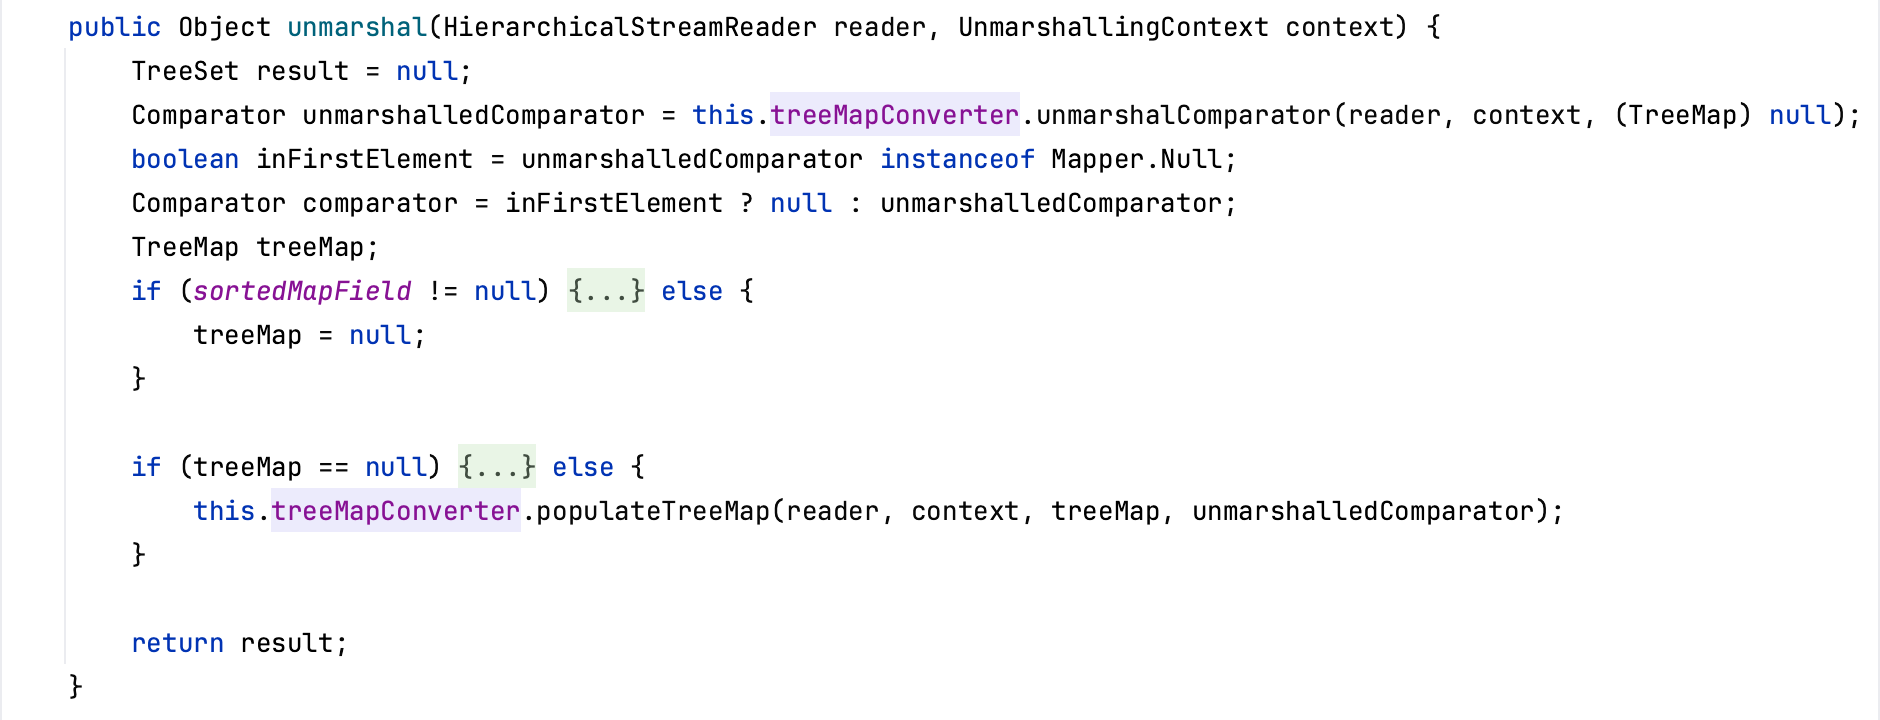 public Object unmarshal(HierarchicalStreamReader reader, UnmarshallingContext context) {
    TreeSet result = null;
    Comparator unmarshalledComparator = this.treeMapConverter.unmarshalComparator(reader, context, (TreeMap) null);
    boolean inFirstElement = unmarshalledComparator instanceof Mapper.Null;
    Comparator comparator = inFirstElement ? null : unmarshalledComparator;
    TreeMap treeMap;
    if (sortedMapField != null) {...} else {
        treeMap = null;
    }

    if (treeMap == null) {...} else {
        this.treeMapConverter.populateTreeMap(reader, context, treeMap, unmarshalledComparator);
    }

    return result;
}